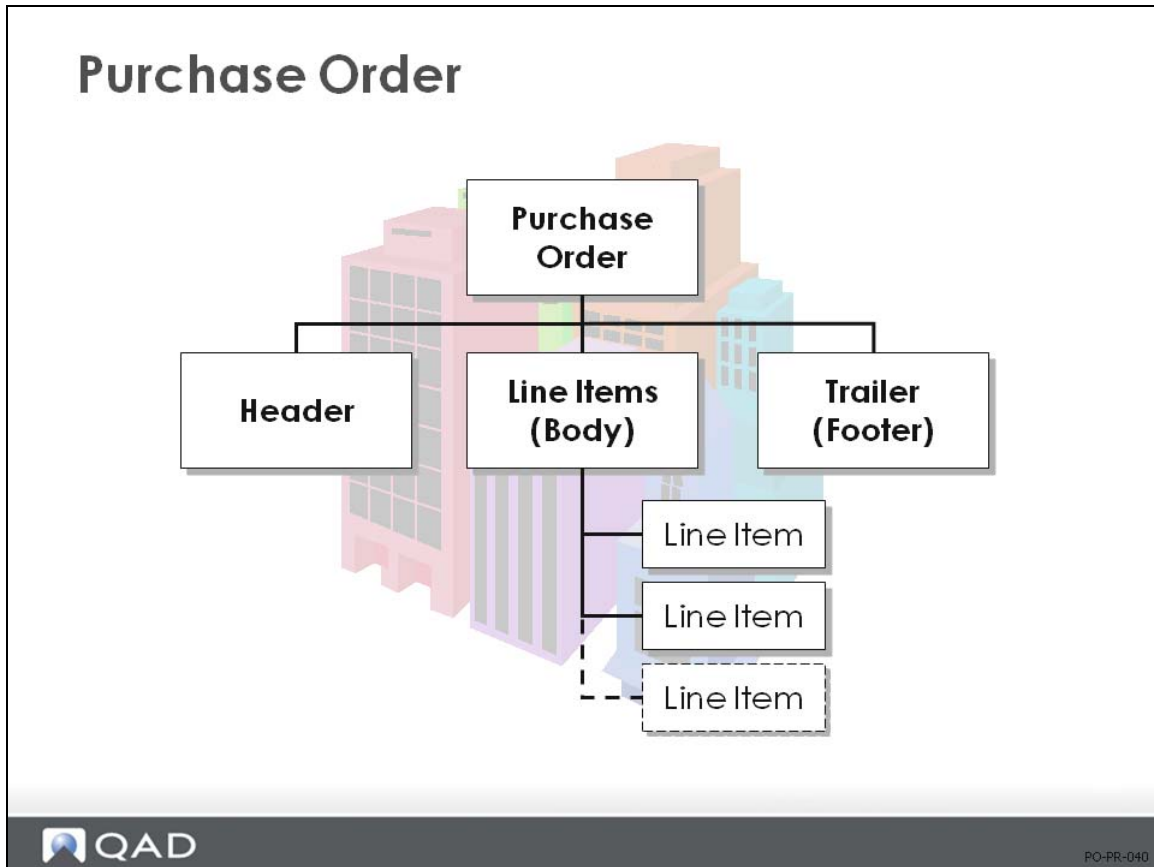 Purchase Order
Purchase
Order
Header
Line Items
(Body)
Trailer
(Footer)
Line Item
Line Item
Line Item
QAD
PO-PR-040